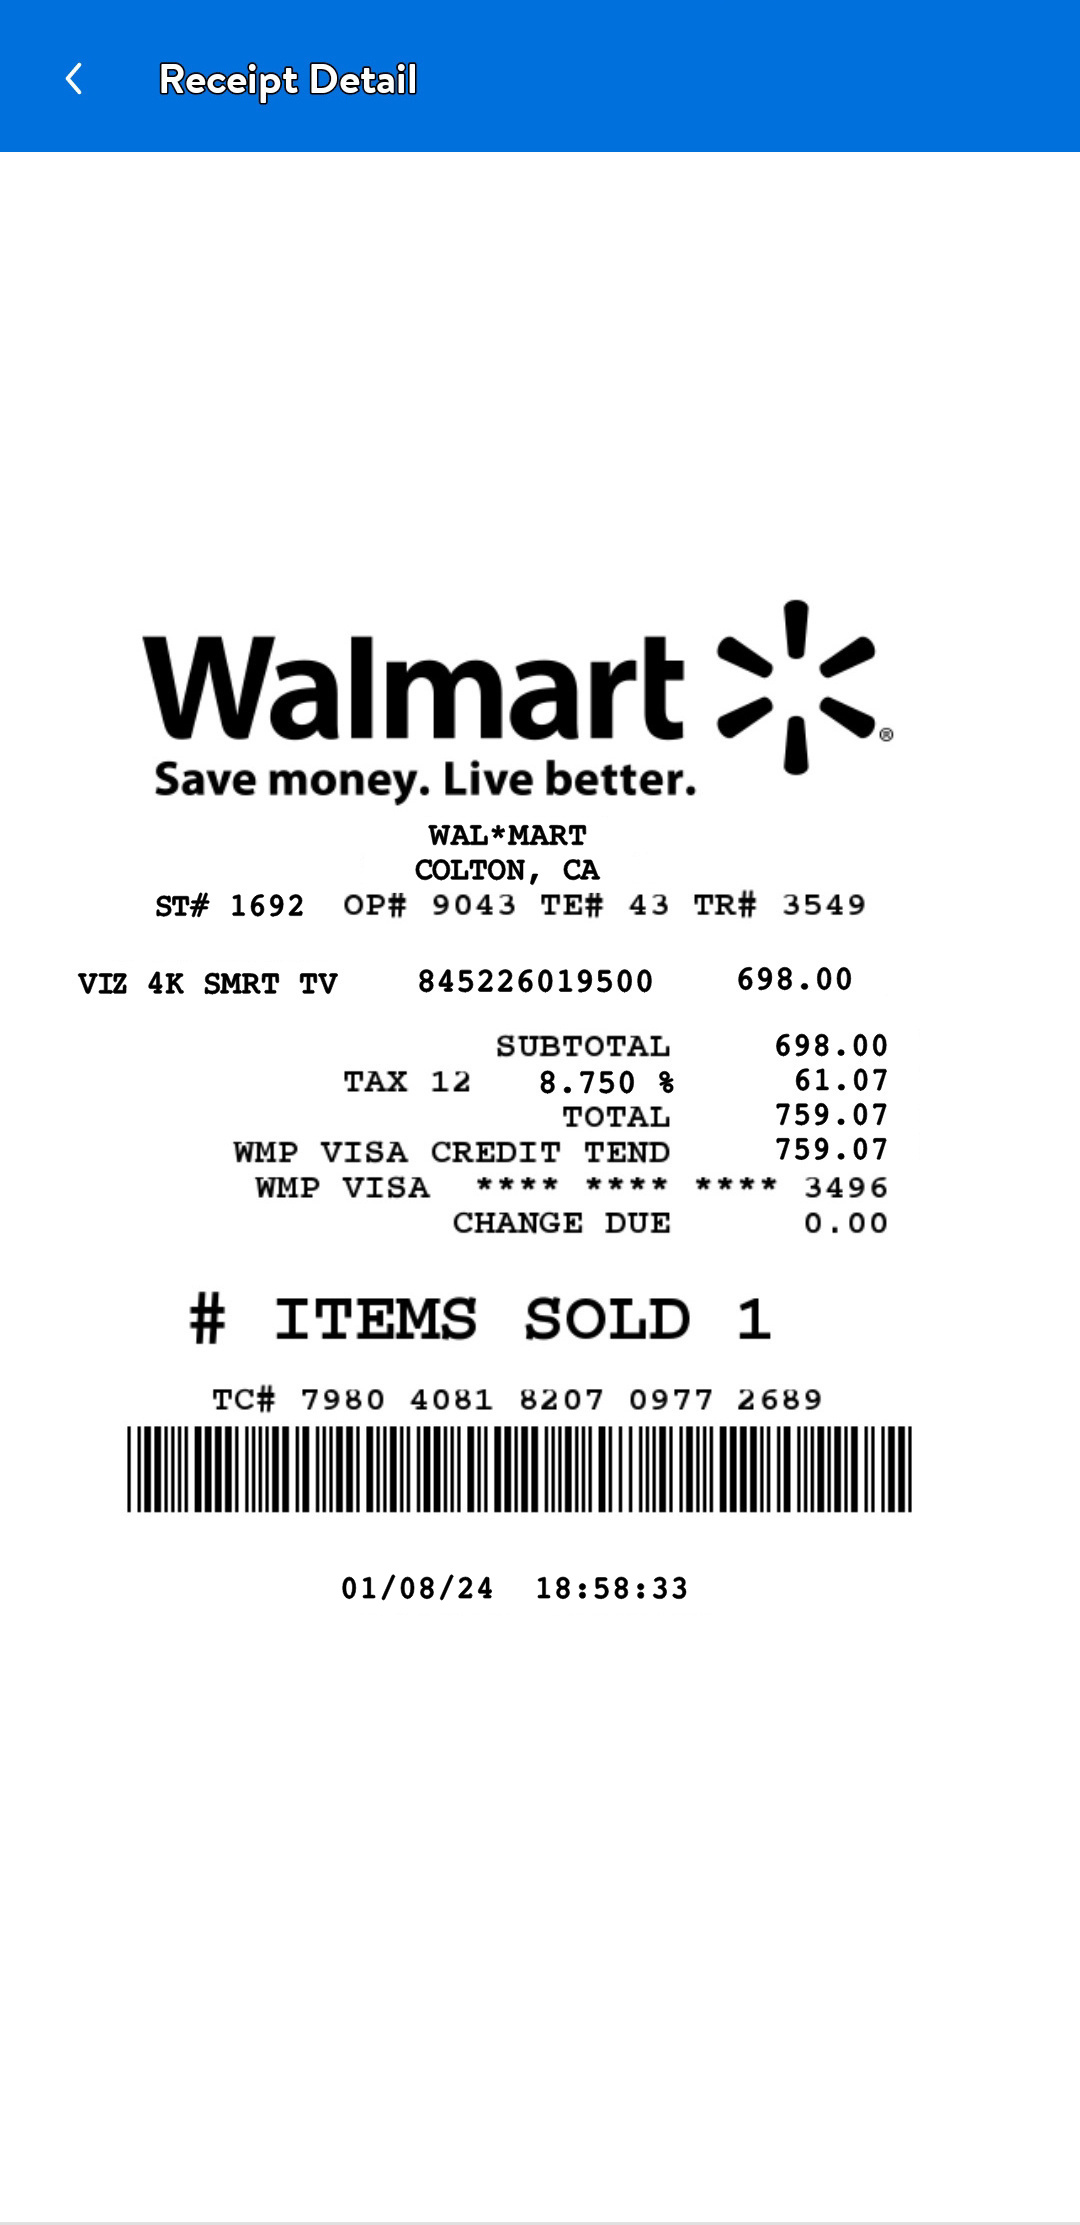 Receipt Detail
Walmart ®
Save money. Live better.
WAL*MART
COLTON, CA
ST# 1692 OP# 9043 TE# 43 TR# 3549
VIZ 4K SMRT TV 845226019500 698.00
SUBTOTAL 698.00
TAX 12 8.750 % 61.07
TOTAL 759.07
WMP VISA CREDIT TEND 759.07
WMP VISA **** **** **** 3496
CHANGE DUE 0.00
# ITEMS SOLD 1
TC# 7980 4081 8207 0977 2689
01/08/24 18:58:33